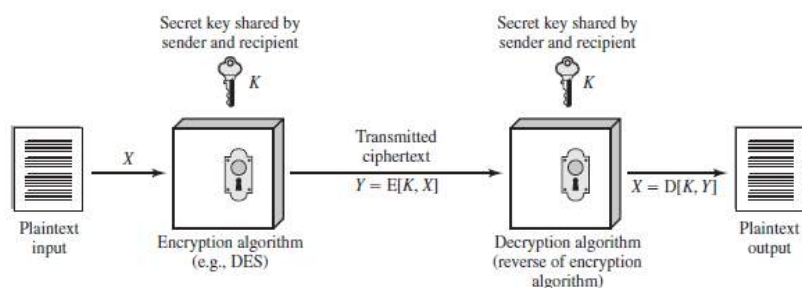 Secret key shared by
sender and recipient
K
Secret key shared by
sender and recipient
K
X
Transmitted
ciphertext
Y = E[K, X]
X = D[K, Y]
Plaintext
input
Encryption algorithm
(e.g., DES)
Decryption algorithm
(reverse of encryption
algorithm)
Plaintext
output